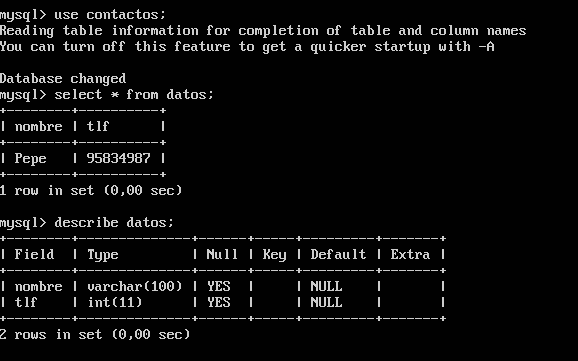 mysql> use contactos;
Reading table information for completion of table and column names
You can turn off this feature to get a quicker startup with -A
Database changed
mysql> select * from datos;
+--------+----------+
| nombre | tlf      |
+--------+----------+
| Pepe   | 95834987 |
+--------+----------+
1 row in set (0,00 sec)
mysql> describe datos;
+--------+--------------+------+-----+---------+-------+
| Field  | Type         | Null | Key | Default | Extra |
+--------+--------------+------+-----+---------+-------+
| nombre | varchar(100) | YES  |     | NULL    |       |
| tlf    | int(11)      | YES  |     | NULL    |       |
+--------+--------------+------+-----+---------+-------+
2 rows in set (0,00 sec)